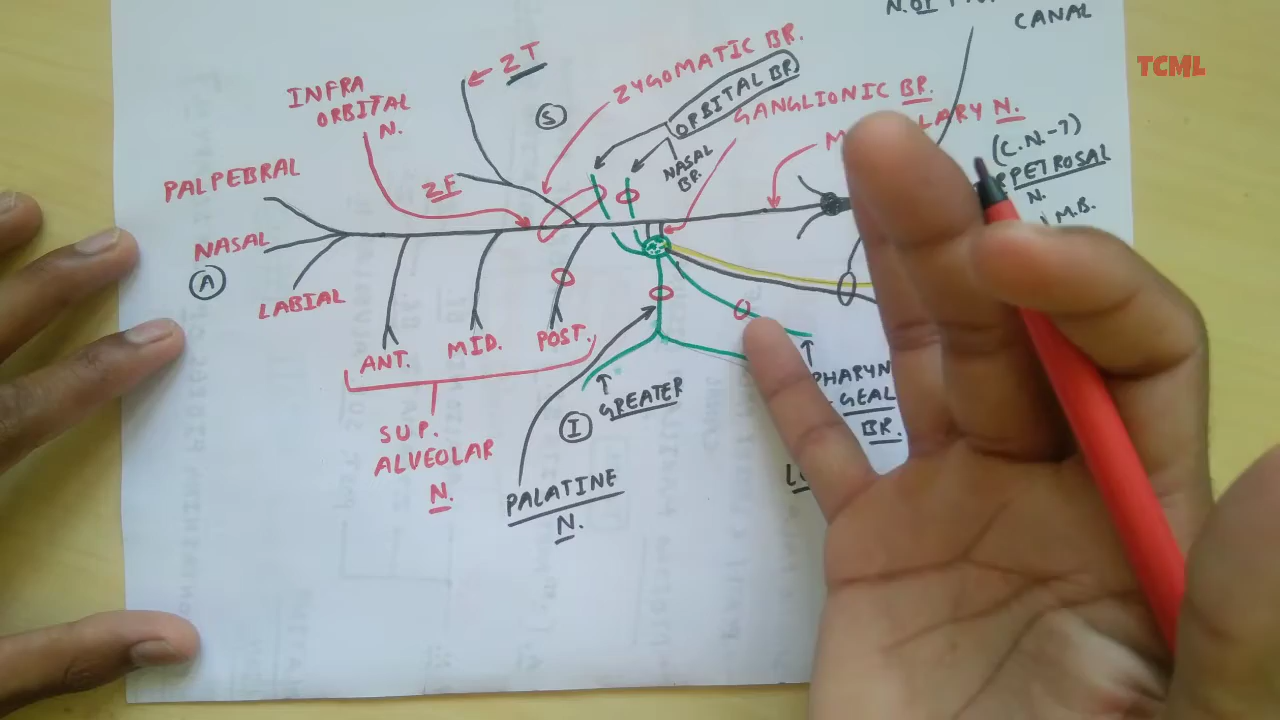 CANAL
TCML
ZT
ZYGOMATIC BR.
INFRA
ORBITAL
N.
S
ORBITAL BR.
GANGLIONIC BR.
NASAL
BR.
N.
(C.N-7)
PETROSAL
N.
M.B.
PALPEBRAL
ZF
NASAL
A
LABIAL
ANT.
MID.
POST.
GREATER
I
PHARYN
GEAL
BR.
SUP.
ALVEOLAR
N.
PALATINE
N.